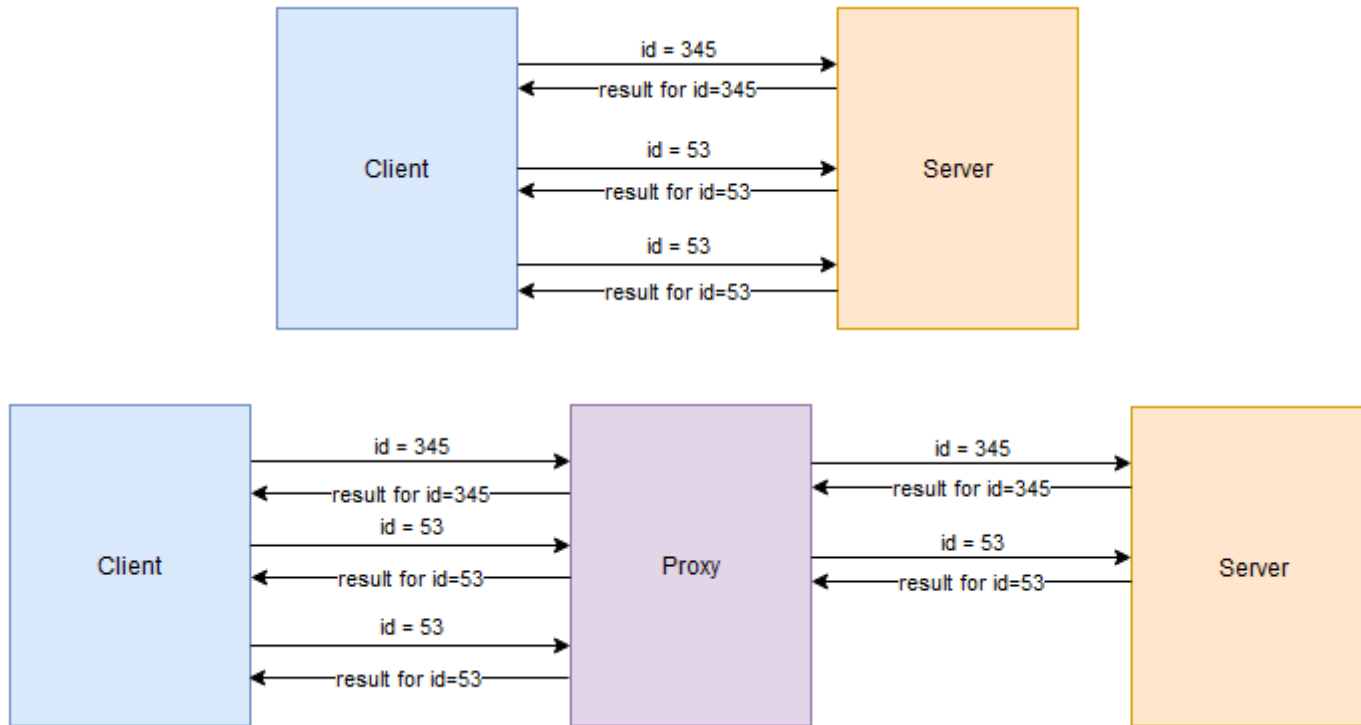 id = 345
result for id=345
id = 53
Client
Server
result for id=53
id = 53
result for id=53
id = 345
id = 345
result for id=345
result for id=345
id = 53
id = 53
Client
Proxy
Server
result for id=53
result for id=53
id = 53
result for id=53